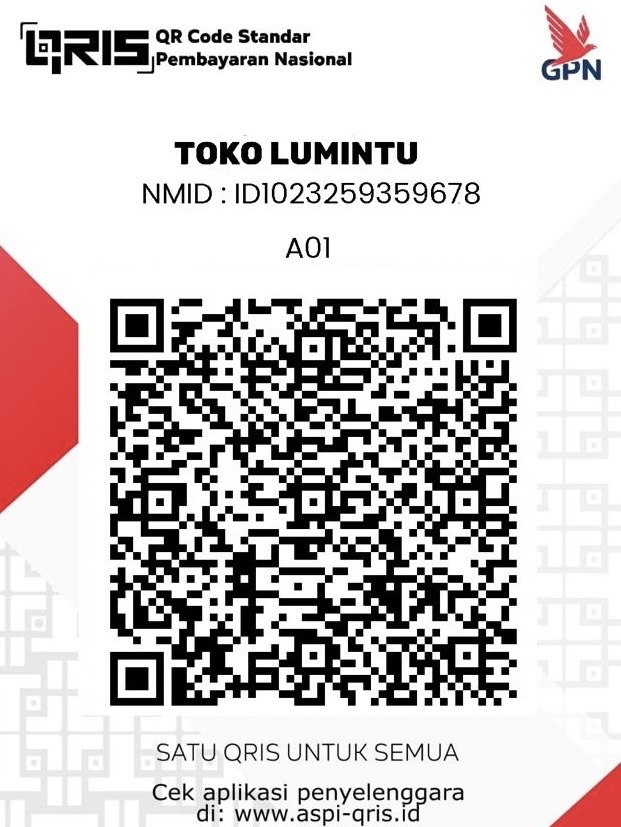 QRIS QR Code Standar
Pembayaran Nasional
GPN
TOKO LUMINTU
NMID : ID1023259359678
A01
SATU QRIS UNTUK SEMUA
Cek aplikasi penyelenggara
di: www.aspi-qris.id